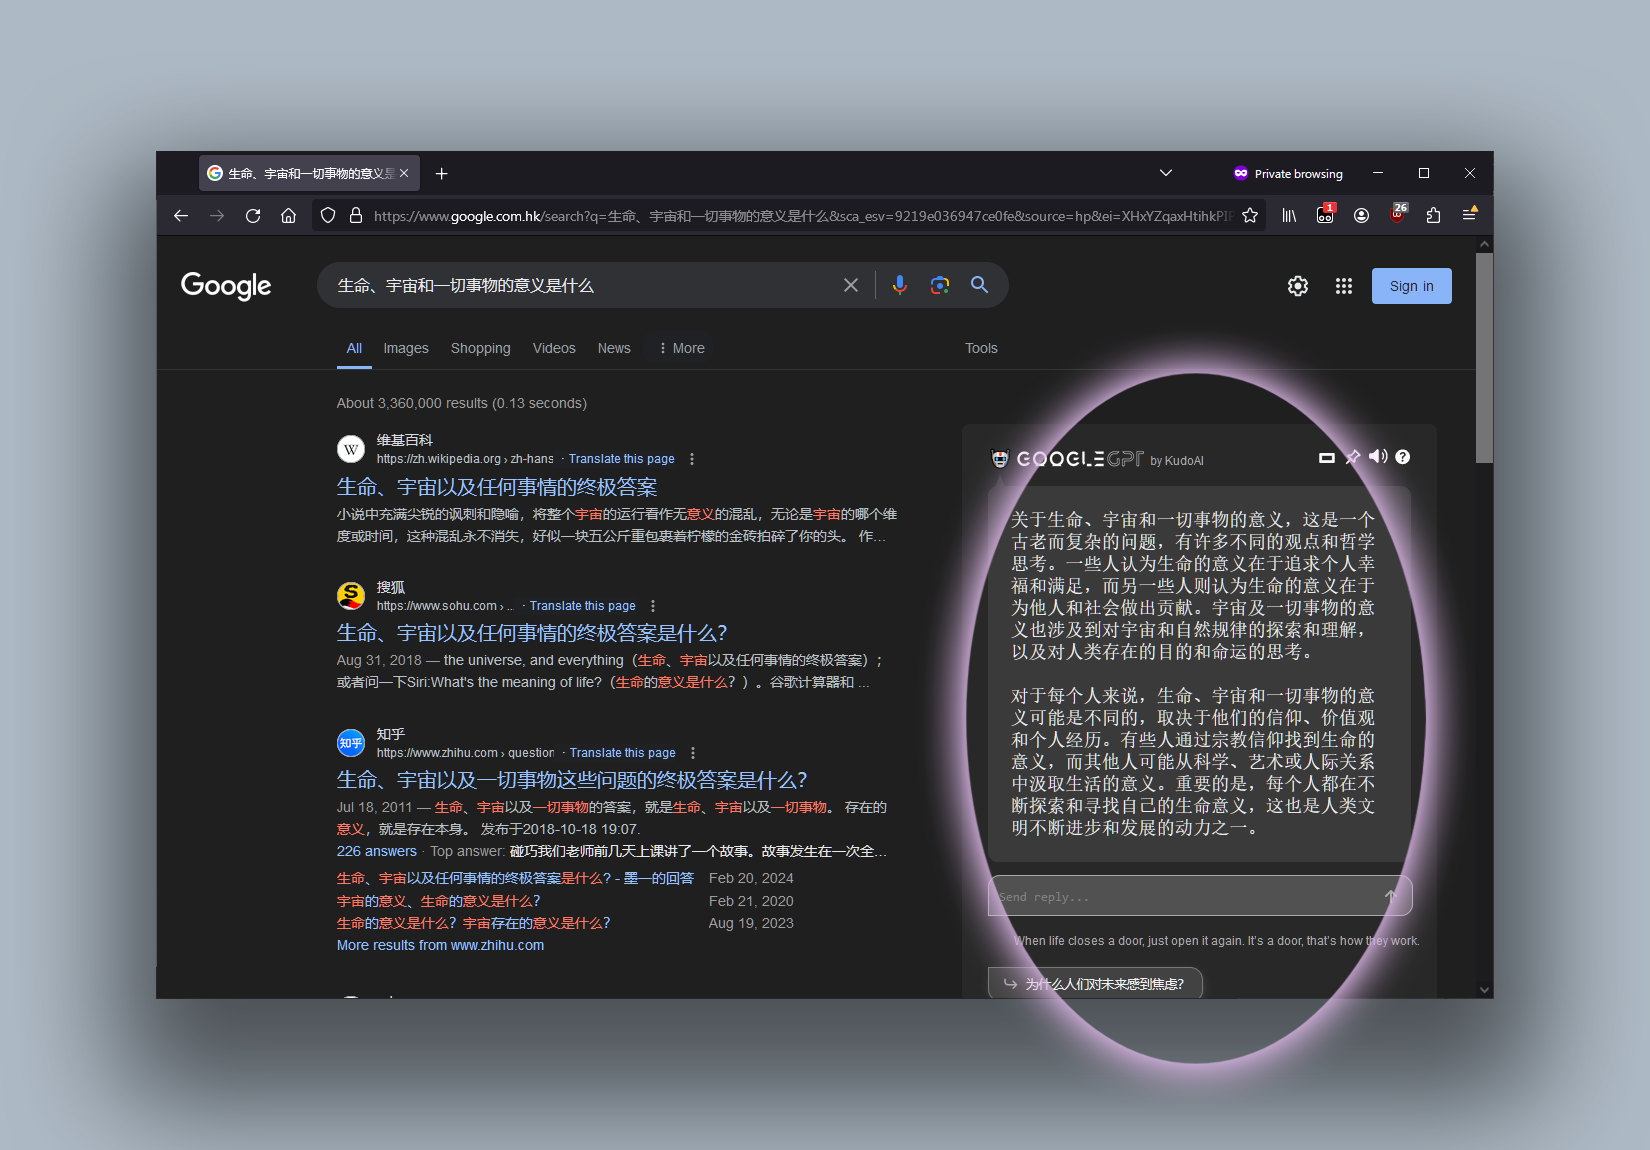 生命、宇宙和一切事物的意义是
Private browsing
https://www.google.com.hk/search?q=生命、宇宙和一切事物的意义是什么&sca_esv=9219e036947ce0fe&source=hp&ei=XHxYZqaxHtihkPIP
1
26
Google
生命、宇宙和一切事物的意义是什么
Sign in
All Images Shopping Videos News More Tools
About 3,360,000 results (0.13 seconds)
W
维基百科
https://zh.wikipedia.org › zh-hans · Translate this page
生命、宇宙以及任何事情的终极答案
小说中充满尖锐的讽刺和隐喻，将整个宇宙的运行看作无意义的混乱，无论是宇宙的哪个维
度或时间，这种混乱永不消失，好似一块五公斤重包裹着柠檬的金砖拍碎了你的头。 作...
S
搜狐
https://www.sohu.com › ... · Translate this page
生命、宇宙以及任何事情的终极答案是什么?
Aug 31, 2018 — the universe, and everything（生命、宇宙以及任何事情的终极答案）；
或者问一下Siri:What's the meaning of life?（生命的意义是什么？）。谷歌计算器和 ...
知乎
知乎
https://www.zhihu.com › question · Translate this page
生命、宇宙以及一切事物这些问题的终极答案是什么?
Jul 18, 2011 — 生命、宇宙以及一切事物的答案，就是生命、宇宙以及一切事物。 存在的
意义，就是存在本身。 发布于2018-10-18 19:07.
226 answers · Top answer: 碰巧我们老师前几天上课讲了一个故事。故事发生在一次全...
生命、宇宙以及任何事情的终极答案是什么? - 墨一的回答 Feb 20, 2024
宇宙的意义、生命的意义是什么? Feb 21, 2020
生命的意义是什么？宇宙存在的意义是什么? Aug 19, 2023
More results from www.zhihu.com
GOOGLEGPT by KudoAI
关于生命、宇宙和一切事物的意义，这是一个
古老而复杂的问题，有许多不同的观点和哲学
思考。一些人认为生命的意义在于追求个人幸
福和满足，而另一些人则认为生命的意义在于
为他人和社会做出贡献。宇宙及一切事物的意
义也涉及到对宇宙和自然规律的探索和理解，
以及对人类存在的目的和命运的思考。
对于每个人来说，生命、宇宙和一切事物的意
义可能是不同的，取决于他们的信仰、价值观
和个人经历。有些人通过宗教信仰找到生命的
意义，而其他人可能从科学、艺术或人际关系
中汲取生活的意义。重要的是，每个人都在不
断探索和寻找自己的生命意义，这也是人类文
明不断进步和发展的动力之一。
Send reply...
When life closes a door, just open it again. It's a door, that's how they work.
为什么人们对未来感到焦虑?